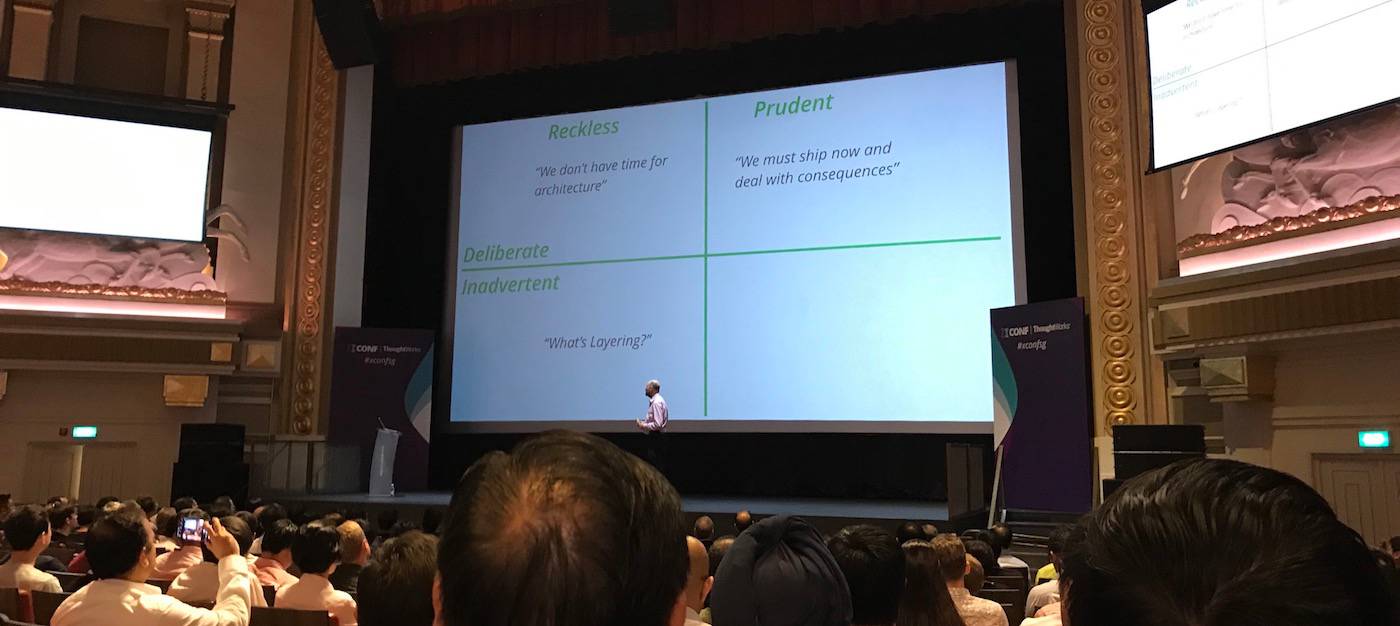 Reckless
Prudent
“We don’t have time for
architecture”
“We must ship now and
deal with consequences”
Deliberate
Inadvertent
“What’s Layering?”
CONF | ThoughtWorks
#xconfsg
CONF | ThoughtWorks
#xconfsg
Deliberate
Inadvertent